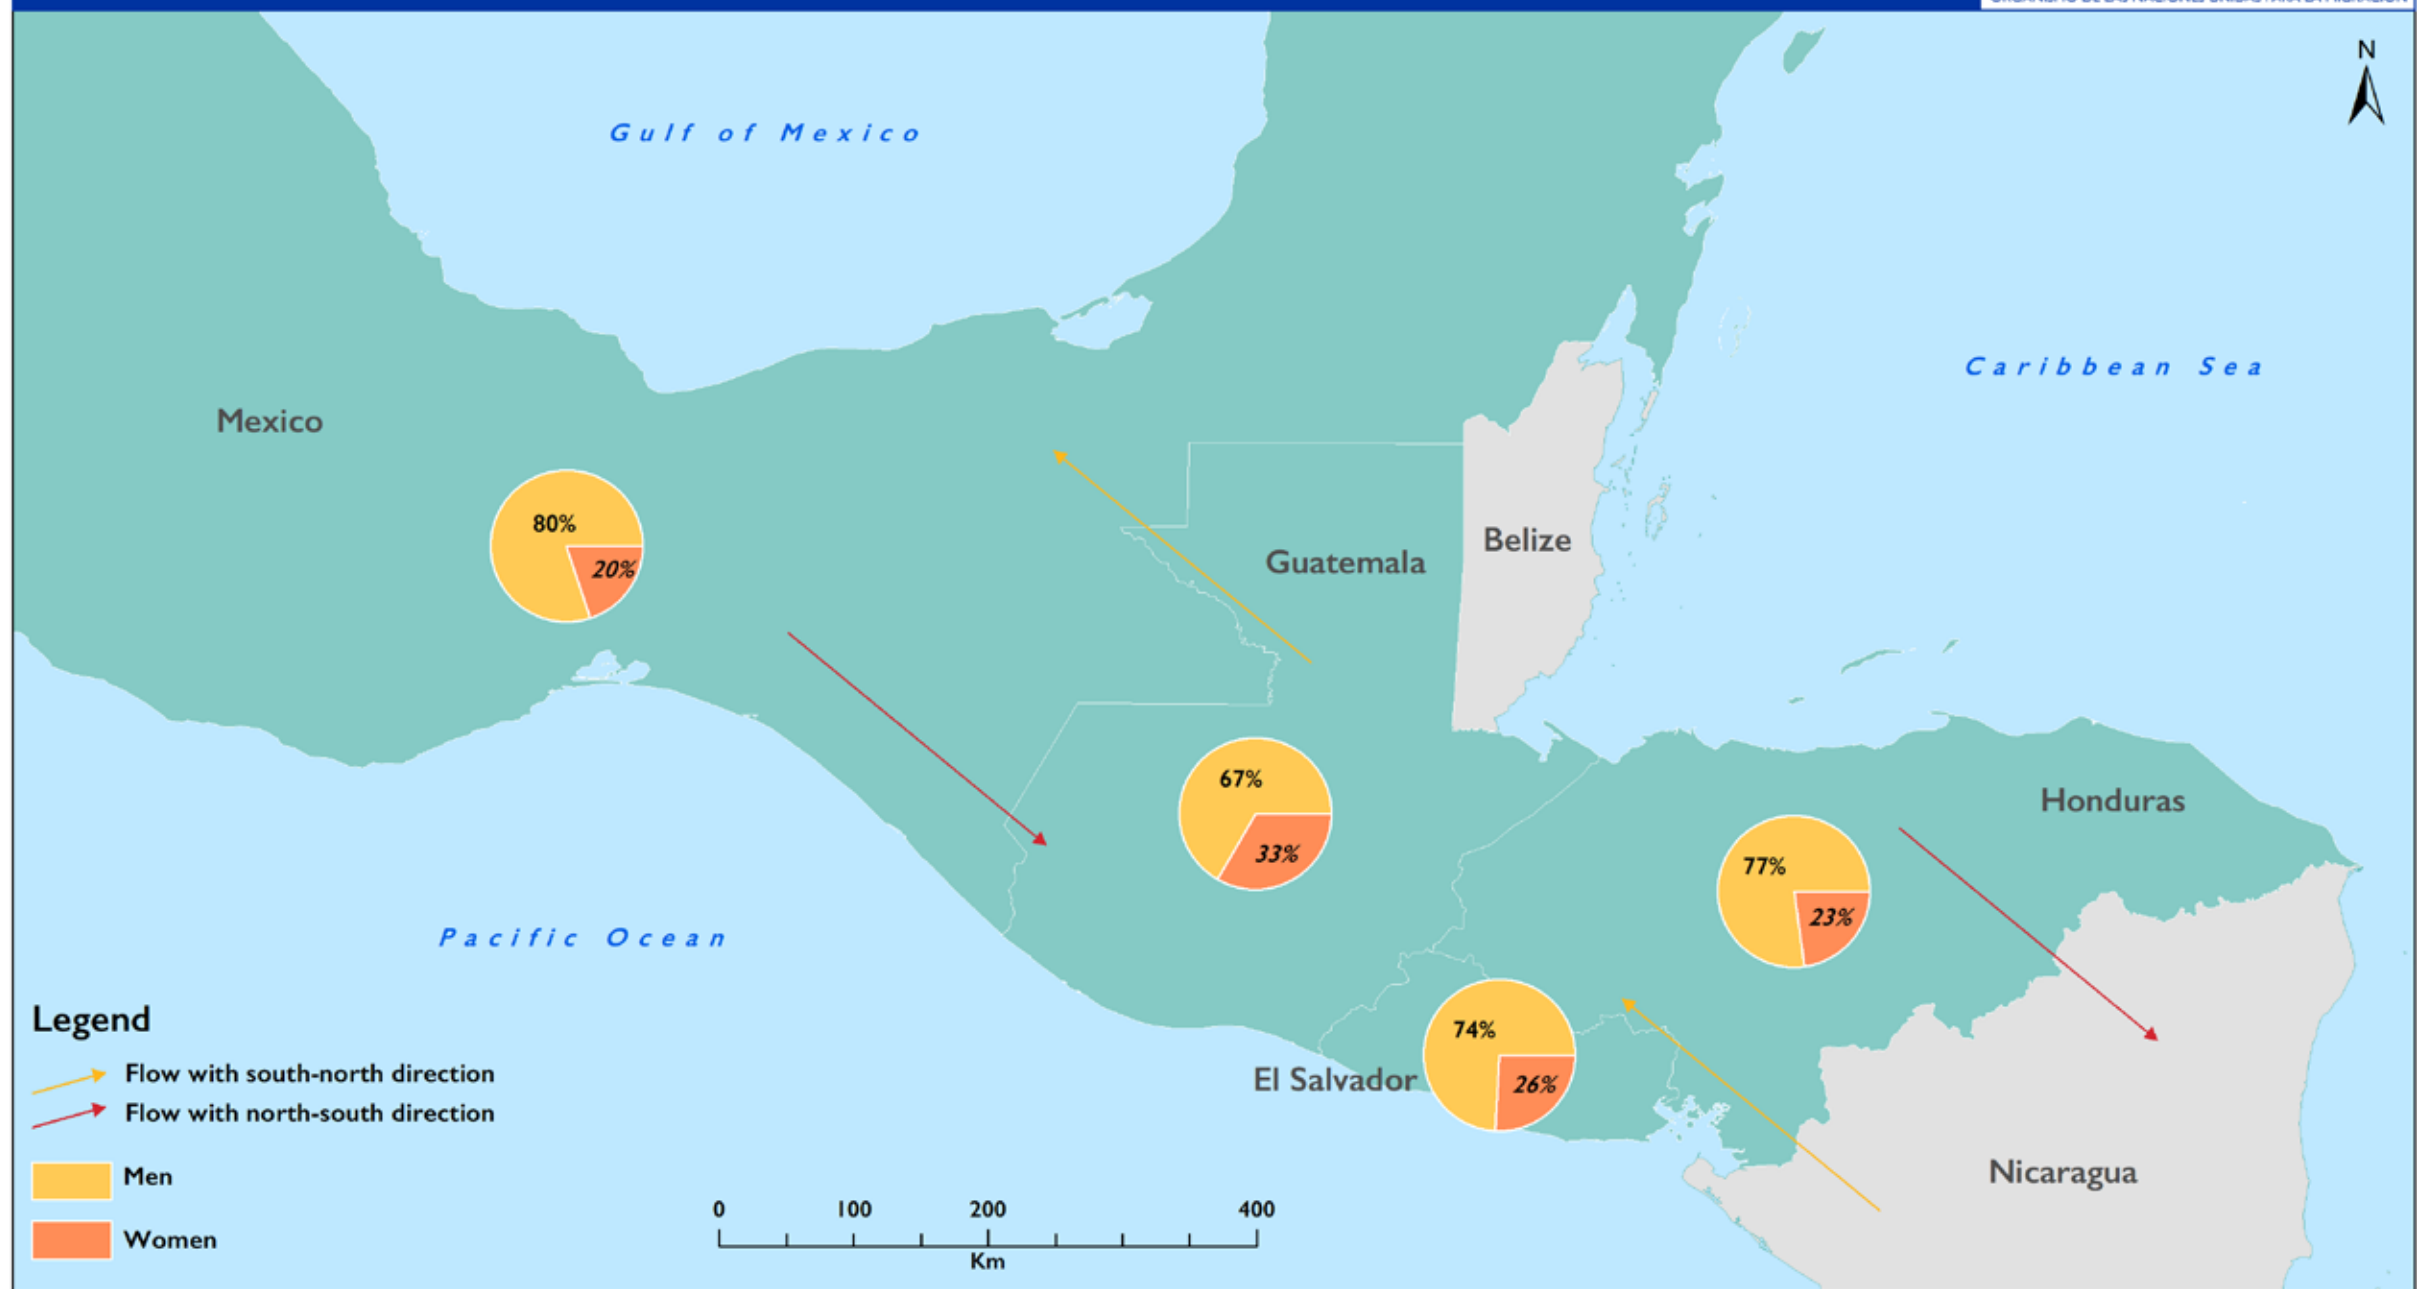 N
Gulf of Mexico
Caribbean Sea
Mexico
80%
20%
Belize
Guatemala
67%
33%
Honduras
77%
23%
Pacific Ocean
74%
26%
El Salvador
Nicaragua
Legend
Flow with south-north direction
Flow with north-south direction
Men
Women
0 100 200 400
Km